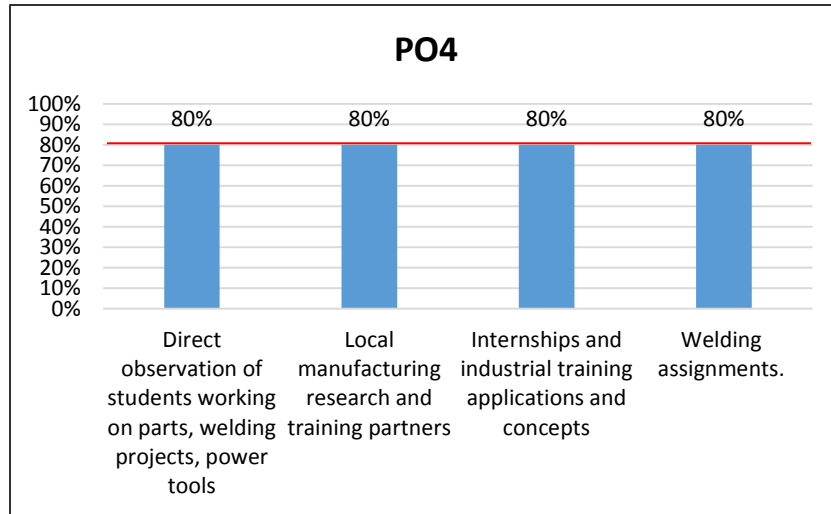 PO4
100%
90%
80%
70%
60%
50%
40%
30%
20%
10%
0%
80% 80% 80% 80%
Direct
observation of
students working
on parts, welding
projects, power
tools
Local
manufacturing
research and
training partners
Internships and
industrial training
applications and
concepts
Welding
assignments.